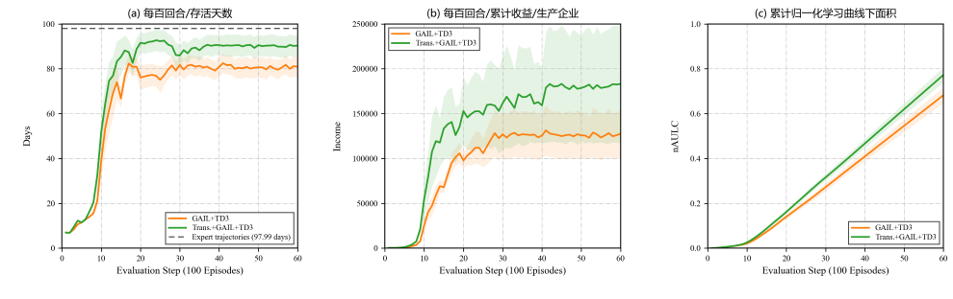 (a) 每百回合/存活天数
100
80
60
40
20
0
Days
0 10 20 30 40 50 60
Evaluation Step (100 Episodes)
GAIL+TD3
Trans.+GAIL+TD3
Expert trajectories (97.99 days)
(b) 每百回合/累计收益/生产企业
250000
200000
150000
100000
50000
0
Income
0 10 20 30 40 50 60
Evaluation Step (100 Episodes)
GAIL+TD3
Trans.+GAIL+TD3
(c) 累计归一化学习曲线下面积
1.0
0.8
0.6
0.4
0.2
0.0
nAULC
0 10 20 30 40 50 60
Evaluation Step (100 Episodes)
GAIL+TD3
Trans.+GAIL+TD3